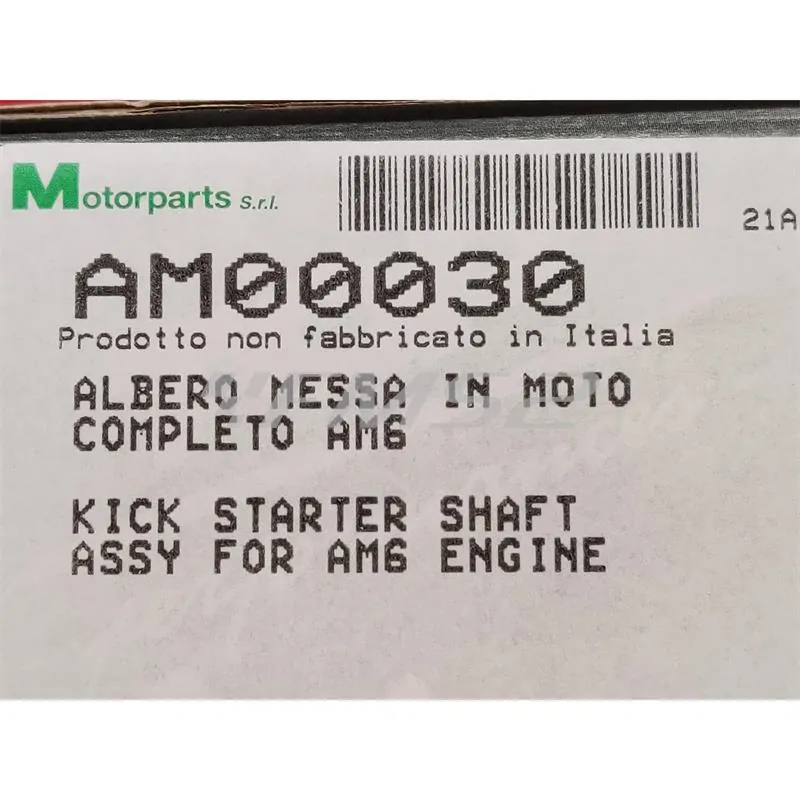 Motorparts S.r.l.
21A
AM00030
Prodotto non fabbricato in Italia
ALBERO MESSA IN MOTO
COMPLETO AM6
KICK STARTER SHAFT
ASSY FOR AM6 ENGINE